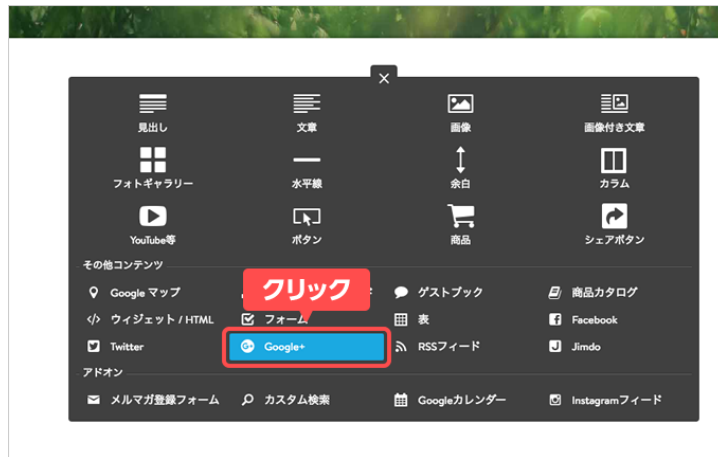 ×
見出し 文章 画像 画像付き文章
フォトギャラリー 水平線 余白 カラム
YouTube等 ボタン 商品 シェアボタン
その他コンテンツ
Google マップ ゲストブック 商品カタログ
クリック
ウィジェット / HTML フォーム 表 Facebook
Twitter Google+ RSSフィード Jimdo
アドオン
メルマガ登録フォーム カスタム検索 Googleカレンダー Instagramフィード